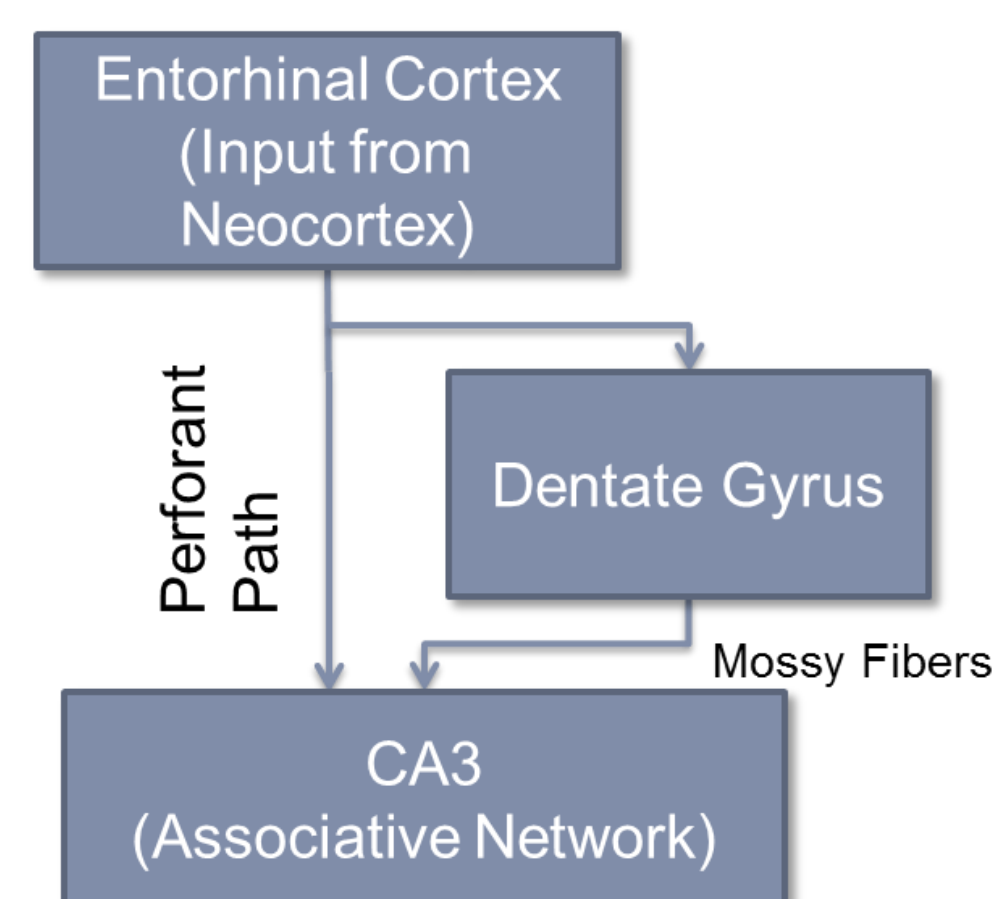 Entorhinal Cortex
(Input from
Neocortex)
Perforant
Path
Dentate Gyrus
Mossy Fibers
CA3
(Associative Network)